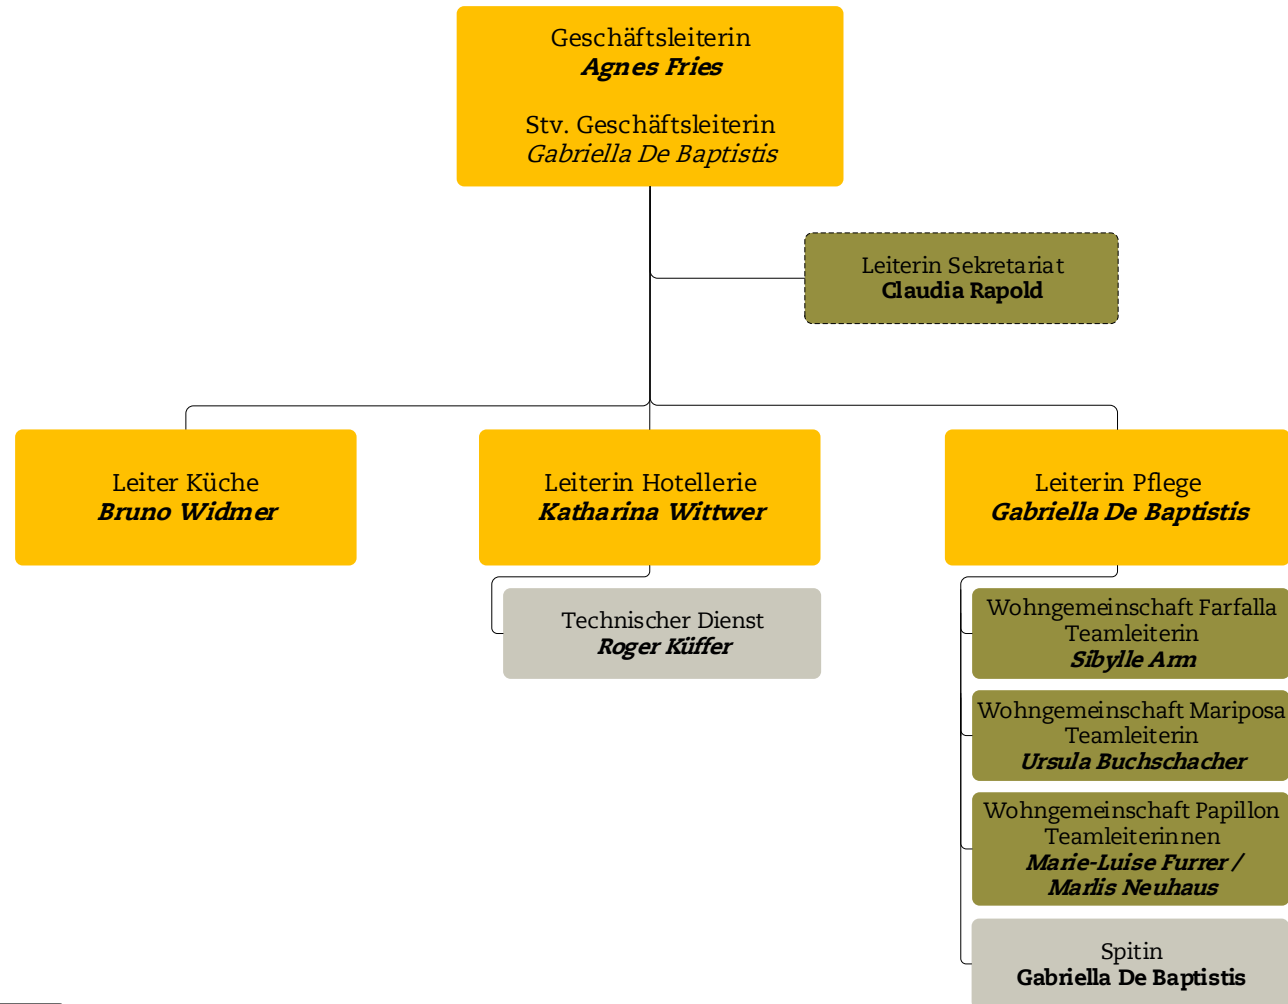 Geschäftsleiterin
Agnes Fries
Stv. Geschäftsleiterin
Gabriella De Baptistis
Leiterin Sekretariat
Claudia Rapold
Leiter Küche
Bruno Widmer
Leiterin Hotellerie
Katharina Wittwer
Leiterin Pflege
Gabriella De Baptistis
Technischer Dienst
Roger Küffer
Wohngemeinschaft Farfalla
Teamleiterin
Sibylle Arm
Wohngemeinschaft Mariposa
Teamleiterin
Ursula Buchschacher
Wohngemeinschaft Papillon
Teamleiterinnen
Marie-Luise Furrer /
Marlis Neuhaus
Spitin
Gabriella De Baptistis